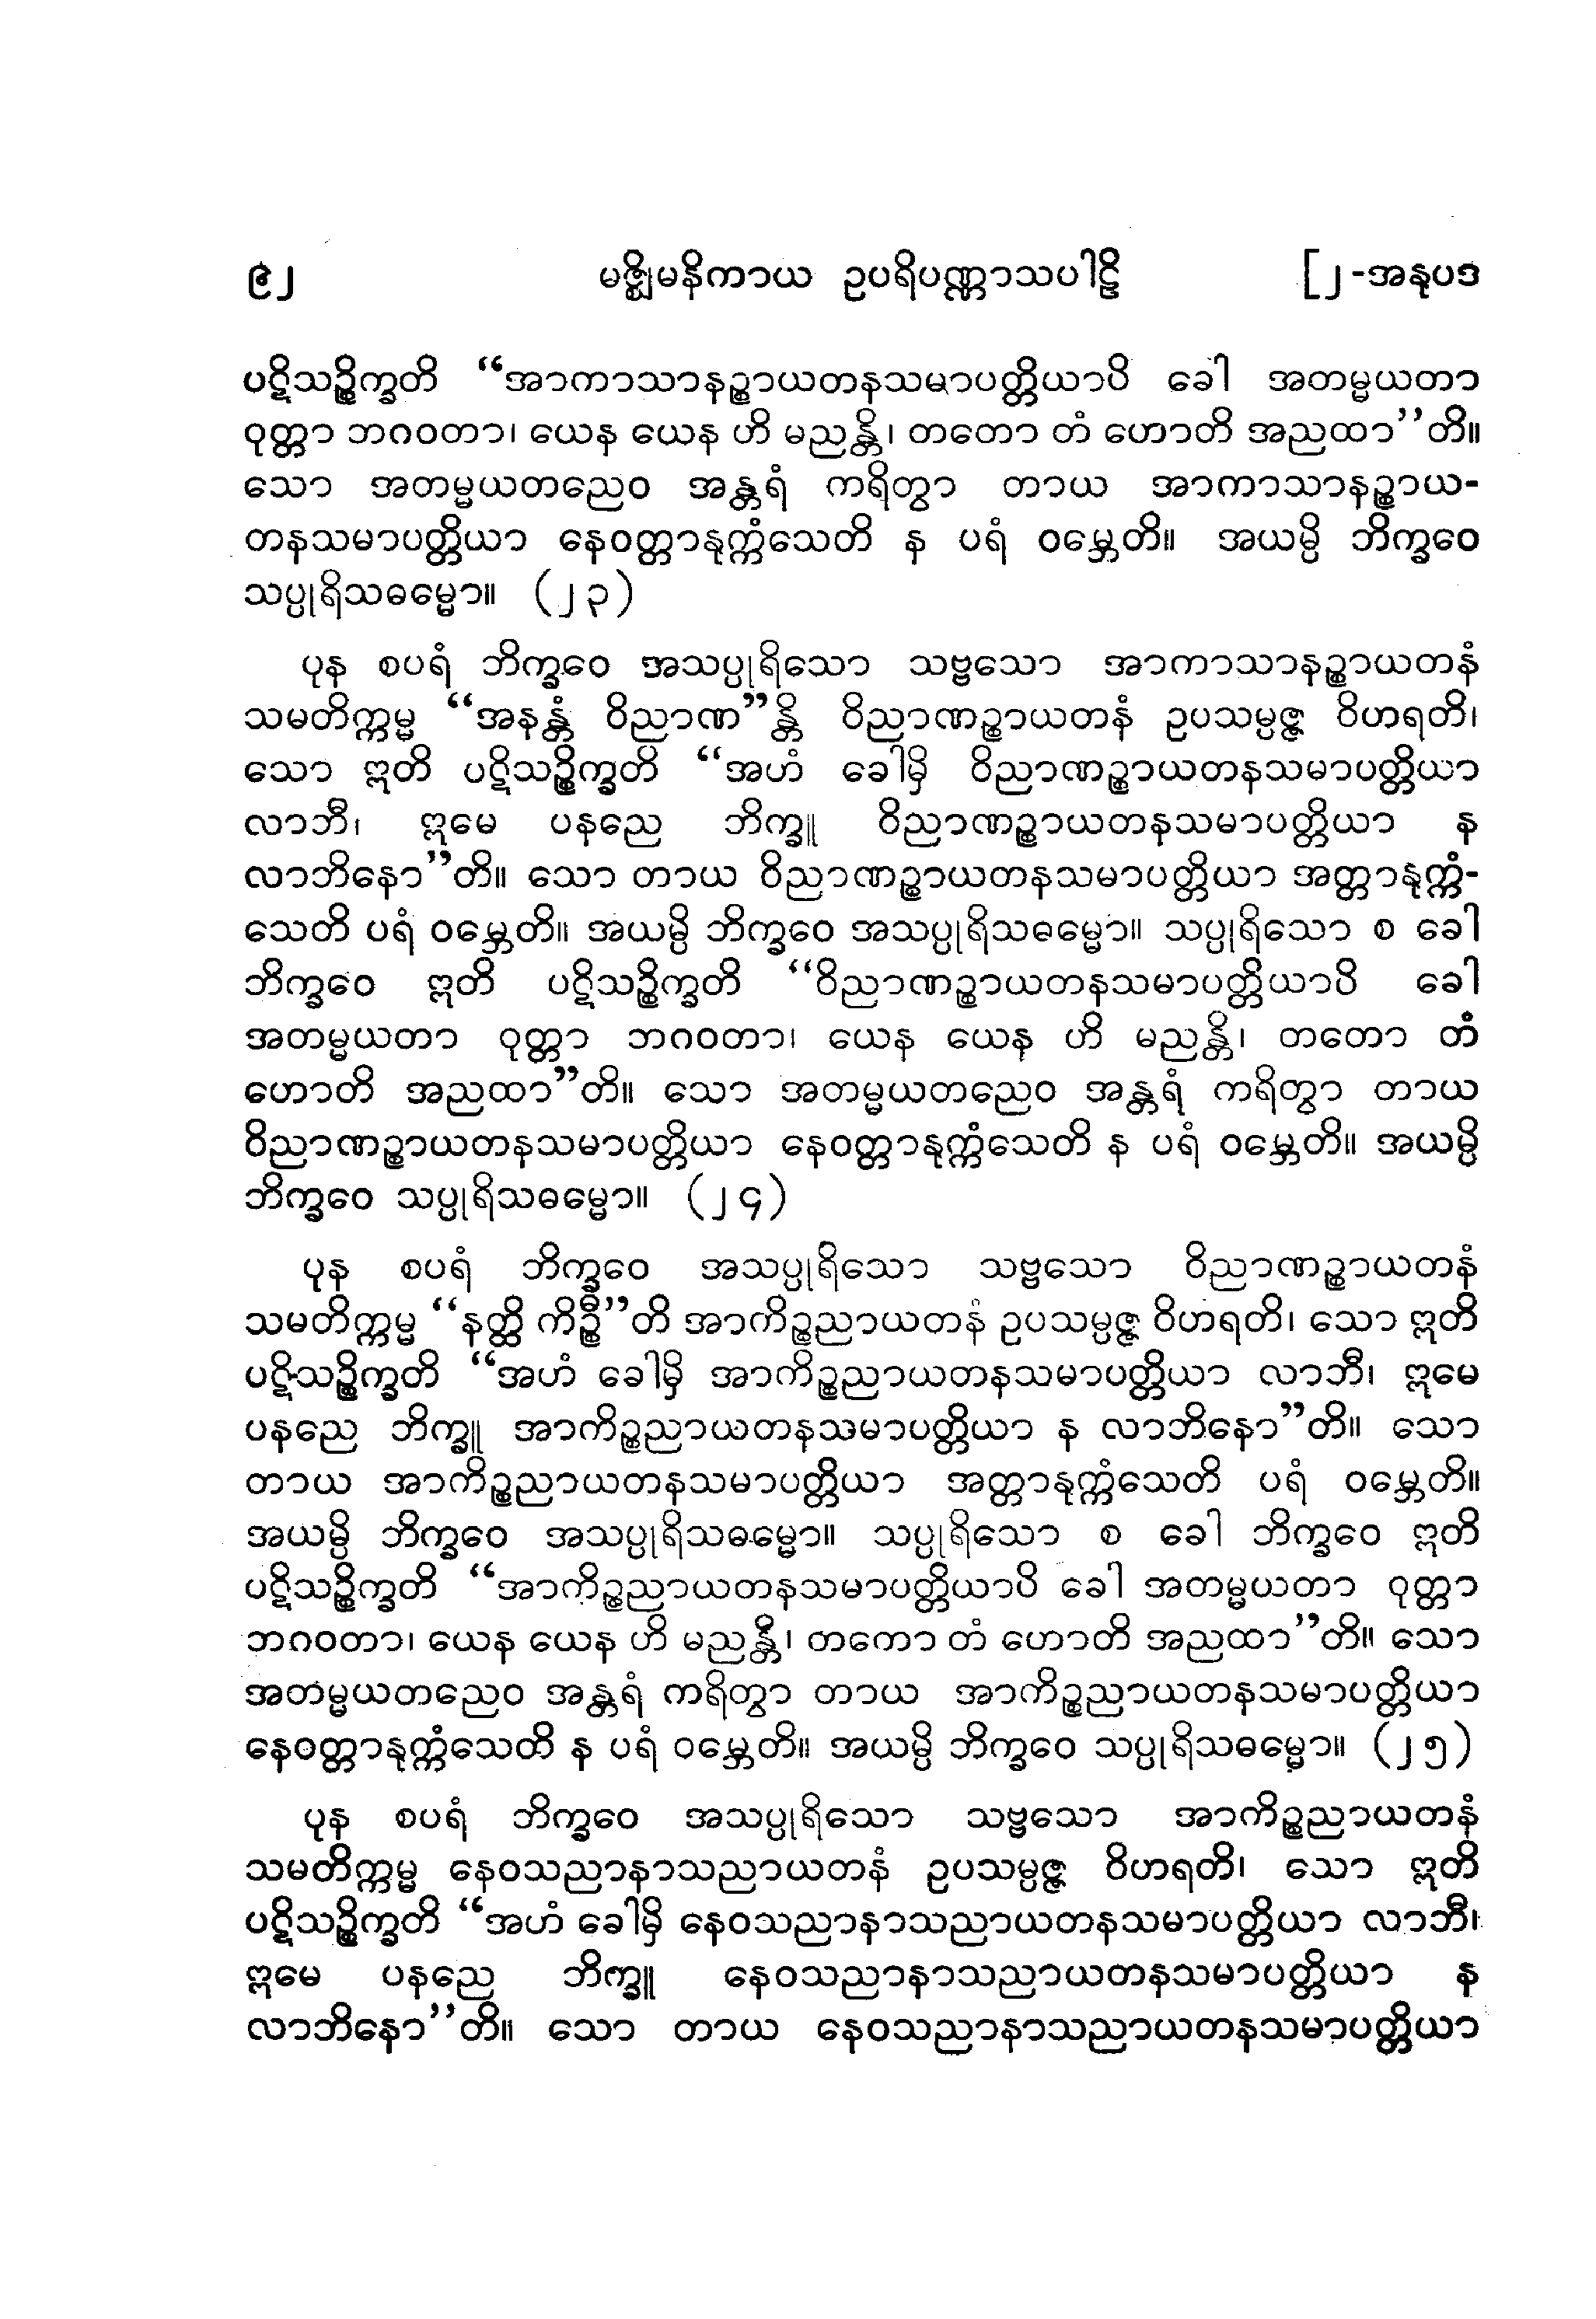 ၉၂ မဇ္ဈိမနိကာယ ဥပရိပဏ္ဏာသပါဠိ [၂-အနုပဒ
ပဋိသဉ္စိက္ခတိ “အာကာသာနဉ္စာယတနသမာပတ္တိယာပိ ခေါ အတမ္မယတာ
ဝုတ္တာ ဘဂဝတာ၊ ယေန ယေန ဟိ မညန္တိ၊ တတော တံ ဟောတိ အညထာ”တိ။
သော အတမ္မယတညေဝ အန္တရံ ကရိတွာ တာယ အာကာသာနဉ္စာယ-
တနသမာပတ္တိယာ နေဝတ္တာနုက္ကံသေတိ န ပရံ ဝမ္ဘေတိ။ အယမ္ပိ ဘိက္ခဝေ
သပ္ပုရိသဓမ္မော။ (၂၃)
ပုန စပရံ ဘိက္ခဝေ အသပ္ပုရိသော သဗ္ဗသော အာကာသာနဉ္စာယတနံ
သမတိက္ကမ္မ “အနန္တံ ဝိညာဏ”န္တိ ဝိညာဏဉ္စာယတနံ ဥပသမ္ပဇ္ဇ ဝိဟရတိ၊
သော ဣတိ ပဋိသဉ္စိက္ခတိ “အဟံ ခေါမှိ ဝိညာဏဉ္စာယတနသမာပတ္တိယာ
လာဘီ၊ ဣမေ ပနညေ ဘိက္ခူ ဝိညာဏဉ္စာယတနသမာပတ္တိယာ န
လာဘိနော”တိ။ သော တာယ ဝိညာဏဉ္စာယတနသမာပတ္တိယာ အတ္တာနုက္ကံ-
သေတိ ပရံ ဝမ္ဘေတိ။ အယမ္ပိ ဘိက္ခဝေ အသပ္ပုရိသဓမ္မော။ သပ္ပုရိသော စ ခေါ
ဘိက္ခဝေ ဣတိ ပဋိသဉ္စိက္ခတိ “ဝိညာဏဉ္စာယတနသမာပတ္တိယာပိ ခေါ
အတမ္မယတာ ဝုတ္တာ ဘဂဝတာ၊ ယေန ယေန ဟိ မညန္တိ၊ တတော တံ
ဟောတိ အညထာ”တိ။ သော အတမ္မယတညေဝ အန္တရံ ကရိတွာ တာယ
ဝိညာဏဉ္စာယတနသမာပတ္တိယာ နေဝတ္တာနုက္ကံသေတိ န ပရံ ဝမ္ဘေတိ။ အယမ္ပိ
ဘိက္ခဝေ သပ္ပုရိသဓမ္မော။ (၂၄)
ပုန စပရံ ဘိက္ခဝေ အသပ္ပုရိသော သဗ္ဗသော ဝိညာဏဉ္စာယတနံ
သမတိက္ကမ္မ “နတ္ထိ ကိဉ္စီ”တိ အာကိဉ္စညာယတနံ ဥပသမ္ပဇ္ဇ ဝိဟရတိ၊ သော ဣတိ
ပဋိသဉ္စိက္ခတိ “အဟံ ခေါမှိ အာကိဉ္စညာယတနသမာပတ္တိယာ လာဘီ၊ ဣမေ
ပနညေ ဘိက္ခူ အာကိဉ္စညာယတနသမာပတ္တိယာ န လာဘိနော”တိ။ သော
တာယ အာကိဉ္စညာယတနသမာပတ္တိယာ အတ္တာနုက္ကံသေတိ ပရံ ဝမ္ဘေတိ။
အယမ္ပိ ဘိက္ခဝေ အသပ္ပုရိသဓမ္မော။ သပ္ပုရိသော စ ခေါ ဘိက္ခဝေ ဣတိ
ပဋိသဉ္စိက္ခတိ “အာကိဉ္စညာယတနသမာပတ္တိယာပိ ခေါ အတမ္မယတာ ဝုတ္တာ
ဘဂဝတာ၊ ယေန ယေန ဟိ မညန္တိ၊ တကော တံ ဟောတိ အညထာ”တိ။ သော
အတမ္မယတညေဝ အန္တရံ ကရိတွာ တာယ အာကိဉ္စညာယတနသမာပတ္တိယာ
နေဝတ္တာနုက္ကံသေတိ န ပရံ ဝမ္ဘေတိ။ အယမ္ပိ ဘိက္ခဝေ သပ္ပုရိသဓမ္မော။ (၂၅)
ပုန စပရံ ဘိက္ခဝေ အသပ္ပုရိသော သဗ္ဗသော အာကိဉ္စညာယတနံ
သမတိက္ကမ္မ နေဝသညာနာသညာယတနံ ဥပသမ္ပဇ္ဇ ဝိဟရတိ၊ သော ဣတိ
ပဋိသဉ္စိက္ခတိ “အဟံ ခေါမှိ နေဝသညာနာသညာယတနသမာပတ္တိယာ လာဘီ၊
ဣမေ ပနညေ ဘိက္ခူ နေဝသညာနာသညာယတနသမာပတ္တိယာ န
လာဘိနော”တိ။ သော တာယ နေဝသညာနာသညာယတနသမာပတ္တိယာ